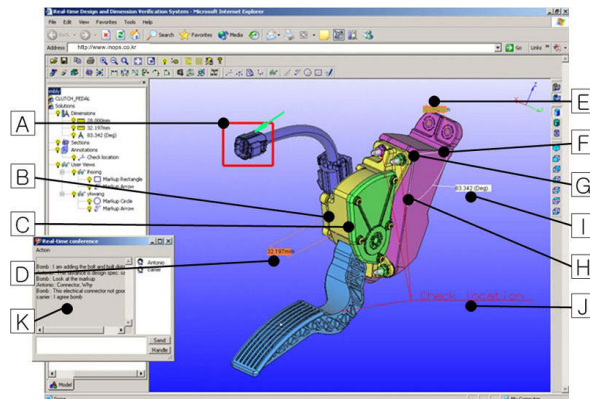 Real-time Design and Dimension Verification System - Microsoft Internet Explorer
File Edit View Favorites Tools Help
Back Search Favorites Media
Address http://www.inops.co.kr Go Links
CLUTCH_PEDAL
Solutions
Dimensions
28.000mm
32.197mm
83.342 (Deg)
Sections
Annotations
Check location
User Views
Markup Rectangle
Markup Arrow
Markup Circle
Markup Arrow
A
B
C
D
E
F
G
H
I
J
K
83.342 (Deg)
32.197mm
Check location
Real-time conference
Action
Bomb : I am adding the bolt and bolt
Bomb : Look at the markup
Antonio : Connector, Why
Bomb : This electrical connector not good
carrier : I agree bomb
Antonio
carrier
Send
Handle
Model
My Computer